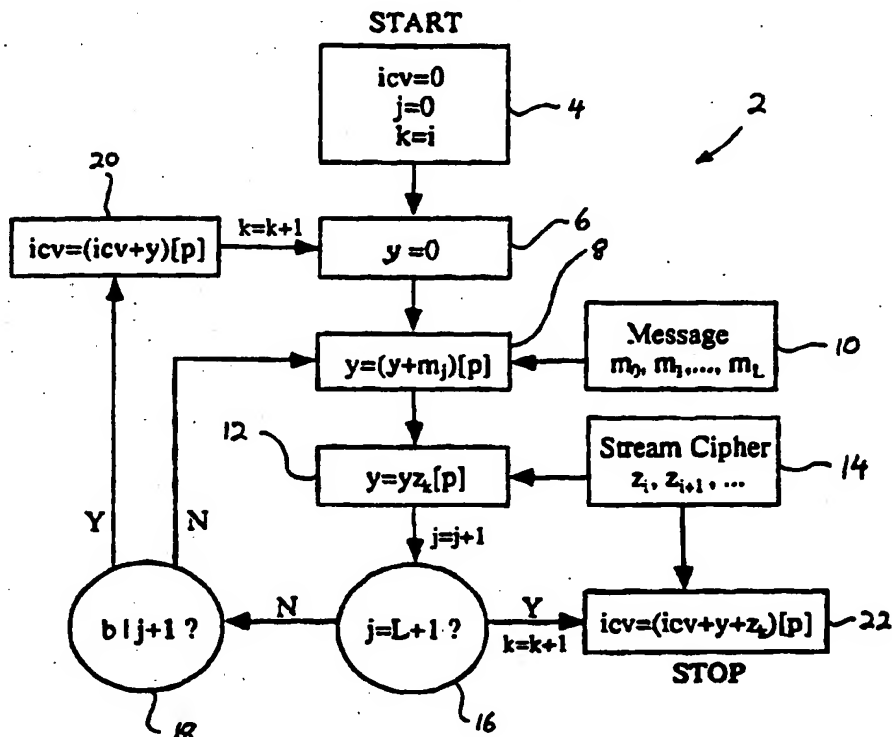 START
icv=0
j=0
k=i
4
2
20
icv=(icv+y)[p]
k=k+1
y=0
6
8
y=(y+mj)[p]
Message
m0, m1,..., mL
10
12
y=yzk[p]
Stream Cipher
zi, zi+1, ...
14
Y
N
j=j+1
b | j+1 ?
N
j=L+1 ?
Y
k=k+1
icv=(icv+y+zk)[p]
22
STOP
18
16